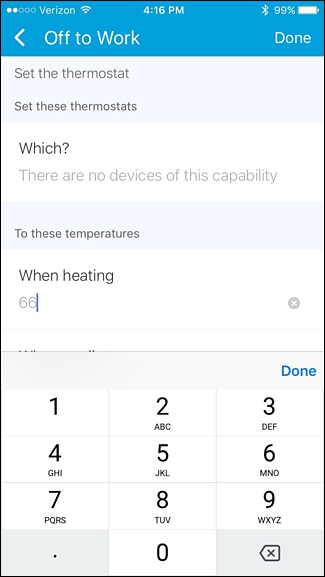 Verizon 4:16 PM 99%
Off to Work Done
Set the thermostat
Set these thermostats
Which?
There are no devices of this capability
To these temperatures
When heating
66
Done
1 2 3
ABC DEF
4 5 6
GHI JKL MNO
7 8 9
PQRS TUV WXYZ
. 0